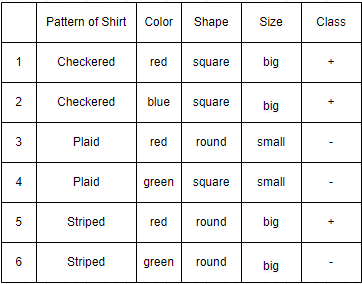 Pattern of Shirt Color Shape Size Class
1 Checkered red square big +
2 Checkered blue square big +
3 Plaid red round small -
4 Plaid green square small -
5 Striped red round big +
6 Striped green round big -